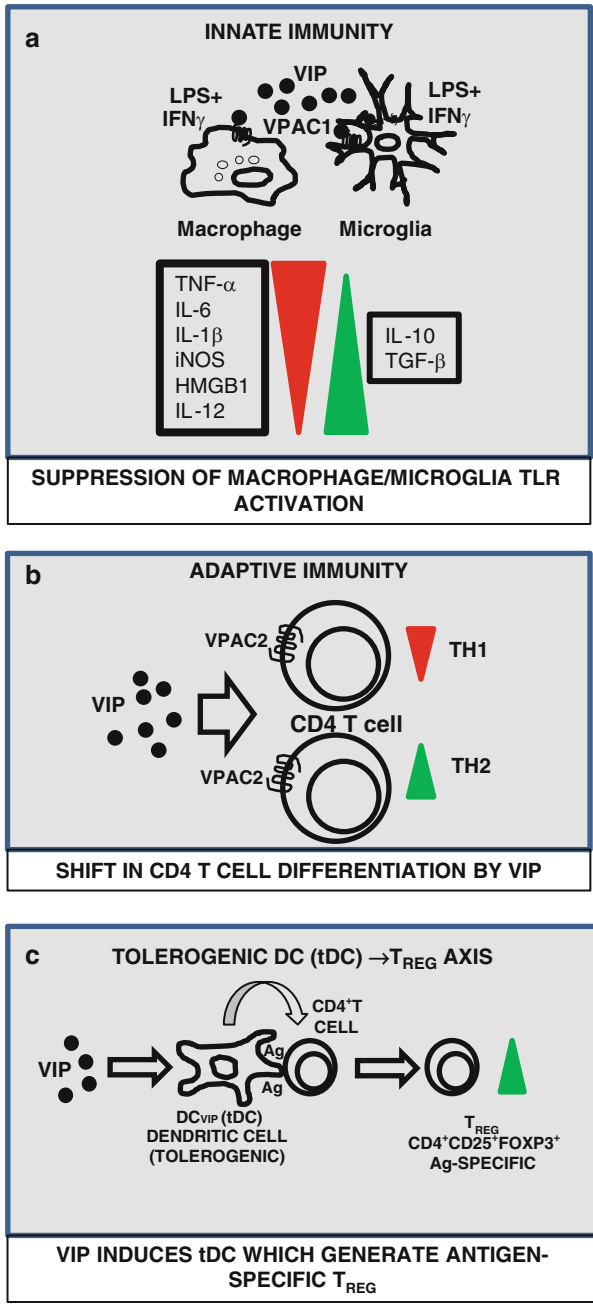 a
INNATE IMMUNITY
VIP
LPS+
IFNγ
VPAC1
LPS+
IFNγ
Macrophage
Microglia
TNF-α
IL-6
IL-1β
iNOS
HMGB1
IL-12
IL-10
TGF-β
SUPPRESSION OF MACROPHAGE/MICROGLIA TLR
ACTIVATION
b
ADAPTIVE IMMUNITY
VPAC2
TH1
VIP
CD4 T cell
VPAC2
TH2
SHIFT IN CD4 T CELL DIFFERENTIATION BY VIP
c
TOLEROGENIC DC (tDC) →T_REG AXIS
CD4⁺T
CELL
VIP
Ag
Ag
DCVIP (tDC)
DENDRITIC CELL
(TOLEROGENIC)
T_REG
CD4⁺CD25⁺FOXP3⁺
Ag-SPECIFIC
VIP INDUCES tDC WHICH GENERATE ANTIGEN-
SPECIFIC T_REG